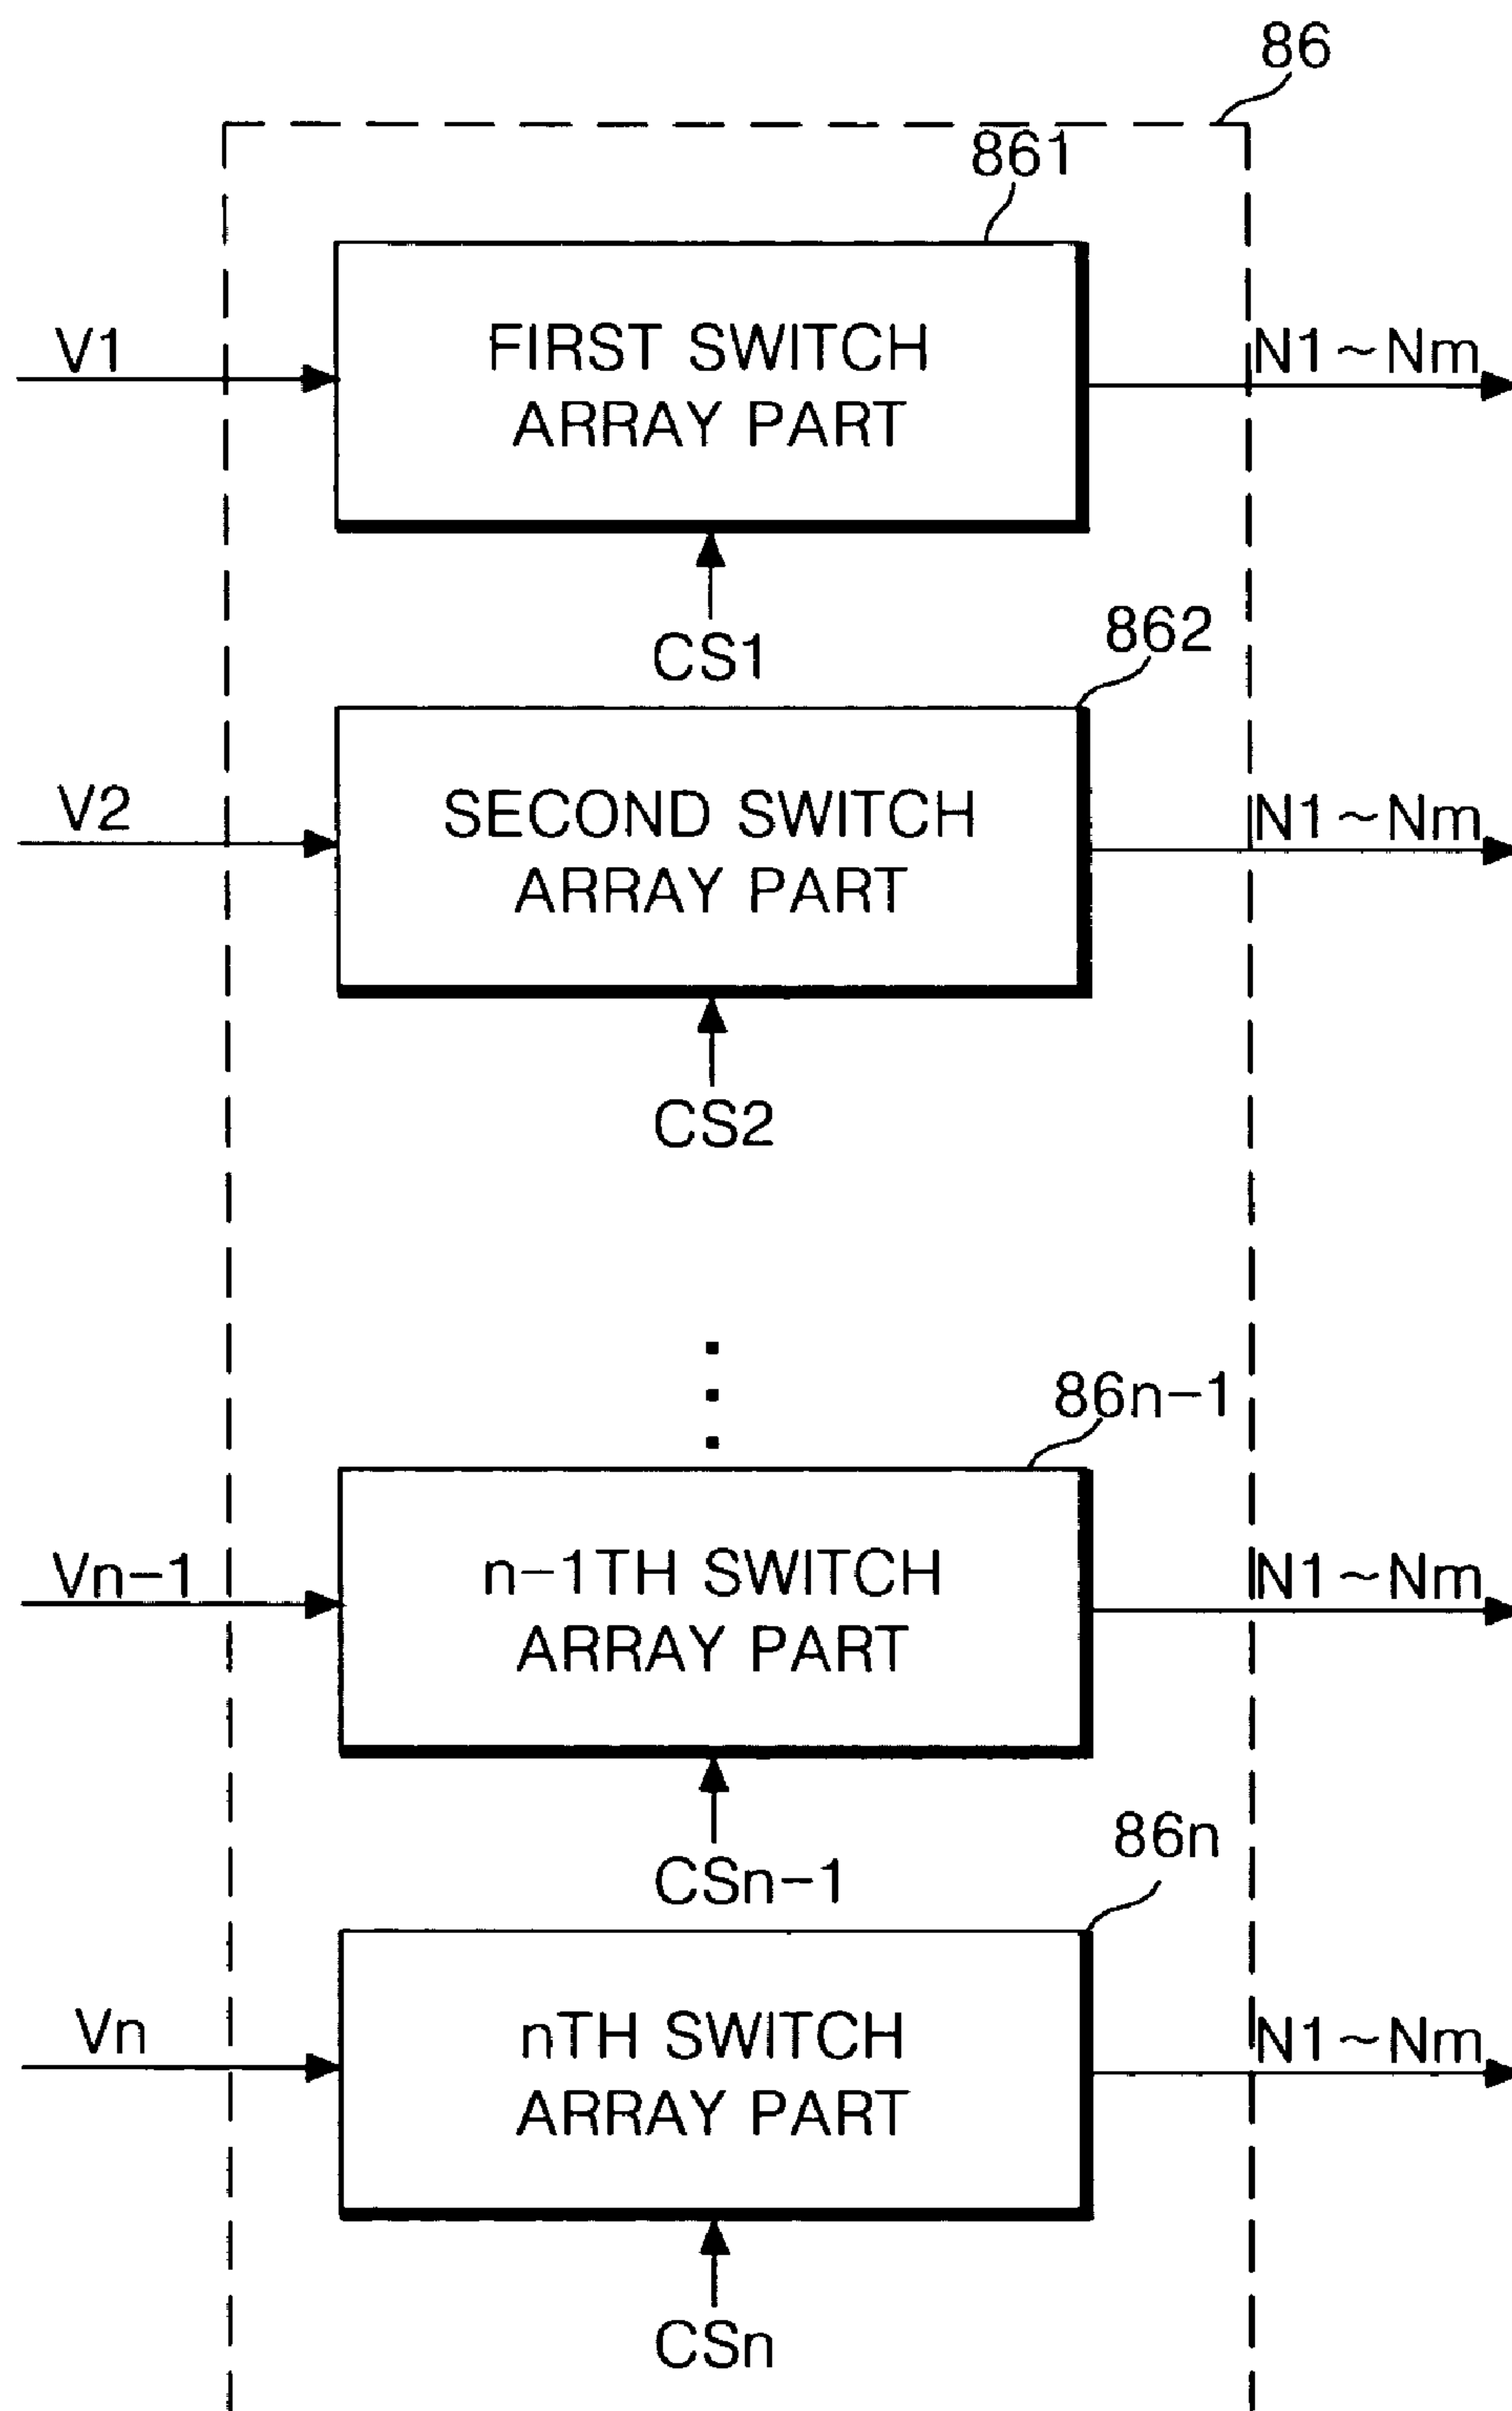 86
861
V1
FIRST SWITCH
ARRAY PART
N1~Nm
CS1
862
V2
SECOND SWITCH
ARRAY PART
N1~Nm
CS2
86n-1
Vn-1
n-1TH SWITCH
ARRAY PART
N1~Nm
CSn-1
86n
Vn
nTH SWITCH
ARRAY PART
N1~Nm
CSn